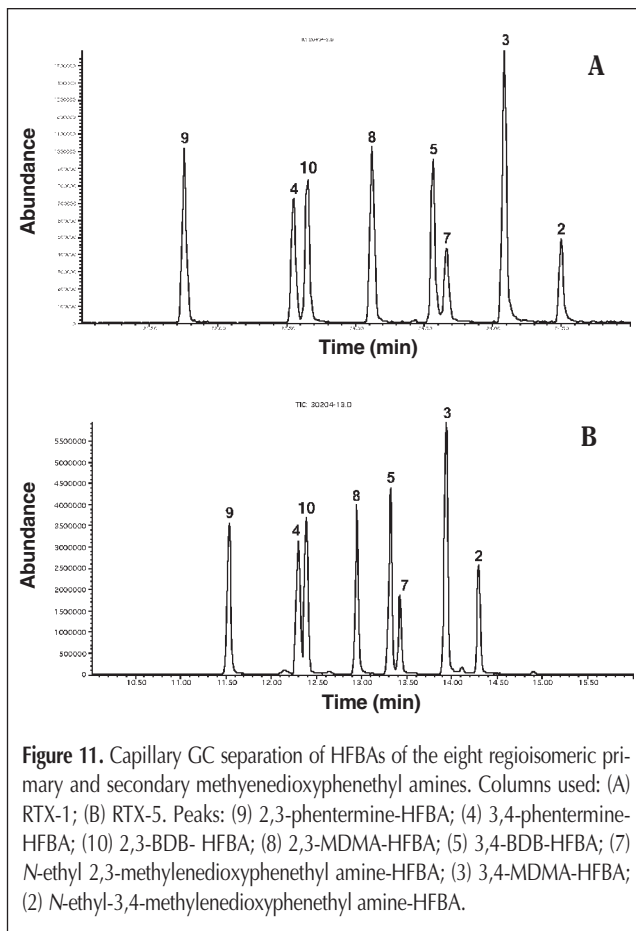 3
A
9
10
8
5
4
7
2
Abundance
Time (min)
TIC: 30204-13.D
3
B
5
10
8
9
4
2
7
5500000
5000000
4500000
4000000
3500000
3000000
2500000
2000000
1500000
1000000
500000
0
Abundance
10.50 11.00 11.50 12.00 12.50 13.00 13.50 14.00 14.50 15.00 15.50
Time (min)
Figure 11. Capillary GC separation of HFBAs of the eight regioisomeric pri-
mary and secondary methyenedioxyphenethyl amines. Columns used: (A)
RTX-1; (B) RTX-5. Peaks: (9) 2,3-phentermine-HFBA; (4) 3,4-phentermine-
HFBA; (10) 2,3-BDB- HFBA; (8) 2,3-MDMA-HFBA; (5) 3,4-BDB-HFBA; (7)
N-ethyl 2,3-methylenedioxyphenethyl amine-HFBA; (3) 3,4-MDMA-HFBA;
(2) N-ethyl-3,4-methylenedioxyphenethyl amine-HFBA.